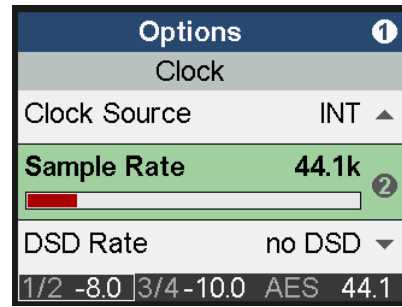 Options 1
Clock
Clock Source INT
Sample Rate 44.1k 2
DSD Rate no DSD
1/2 -8.0 3/4 -10.0 AES 44.1